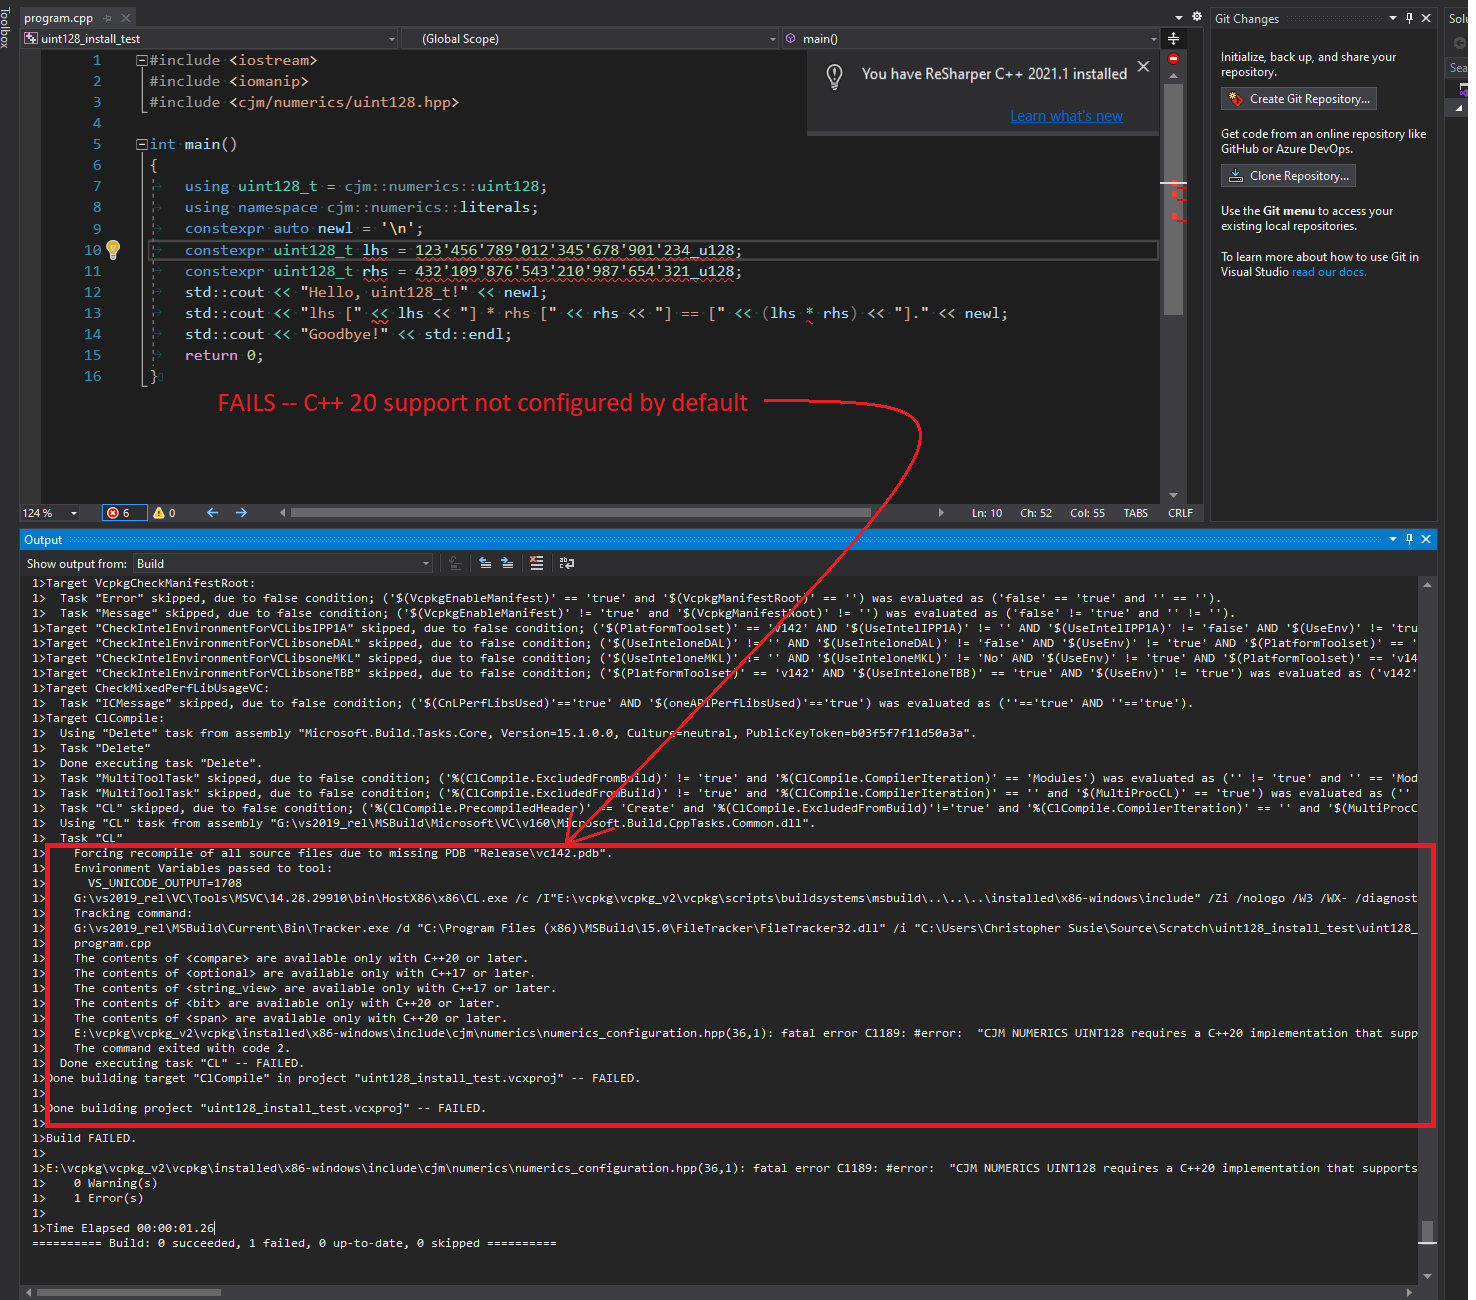 Toolbox
program.cpp
uint128_install_test
(Global Scope)
main()
1 #include <iostream>
2 #include <iomanip>
3 #include <cjm/numerics/uint128.hpp>
4
5 int main()
6 {
7 using uint128_t = cjm::numerics::uint128;
8 using namespace cjm::numerics::literals;
9 constexpr auto newl = '\n';
10 constexpr uint128_t lhs = 123'456'789'012'345'678'901'234_u128;
11 constexpr uint128_t rhs = 432'109'876'543'210'987'654'321_u128;
12 std::cout << "Hello, uint128_t!" << newl;
13 std::cout << "lhs [" << lhs << "] * rhs [" << rhs << "] == [" << (lhs * rhs) << "]." << newl;
14 std::cout << "Goodbye!" << std::endl;
15 return 0;
16 }
You have ReSharper C++ 2021.1 installed
Learn what's new
FAILS -- C++ 20 support not configured by default
124 %
6
0
Ln: 10 Ch: 52 Col: 55 TABS CRLF
Git Changes
Initialize, back up, and share your
repository.
Create Git Repository...
Get code from an online repository like
GitHub or Azure DevOps.
Clone Repository...
Use the Git menu to access your
existing local repositories.
To learn more about how to use Git in
Visual Studio read our docs.
Solu
Sea
Output
Show output from: Build
1>Target VcpkgCheckManifestRoot:
1>  Task "Error" skipped, due to false condition; ('$(VcpkgEnableManifest)' == 'true' and '$(VcpkgManifestRoot)' == '') was evaluated as ('false' == 'true' and '' == '').
1>  Task "Message" skipped, due to false condition; ('$(VcpkgEnableManifest)' != 'true' and '$(VcpkgManifestRoot)' != '') was evaluated as ('false' != 'true' and '' != '').
1>Target "CheckIntelEnvironmentForVCLibsIPP1A" skipped, due to false condition; ('$(PlatformToolset)' == 'v142' AND '$(UseIntelIPP1A)' != '' AND '$(UseIntelIPP1A)' != 'false' AND '$(UseEnv)' != 'tru
1>Target "CheckIntelEnvironmentForVCLibsoneDAL" skipped, due to false condition; ('$(UseInteloneDAL)' != '' AND '$(UseInteloneDAL)' != 'false AND '$(UseEnv)' != 'true' AND '$(PlatformToolset)' == '
1>Target "CheckIntelEnvironmentForVCLibsoneMKL" skipped, due to false condition; ('$(UseInteloneMKL)' != '' AND '$(UseInteloneMKL)' != 'No' AND '$(UseEnv)' != 'true' AND '$(PlatformToolset)' == 'v14
1>Target "CheckIntelEnvironmentForVCLibsoneTBB" skipped, due to false condition; ('$(PlatformToolset)' == 'v142' AND '$(UseInteloneTBB)' == 'true' AND '$(UseEnv)' != 'true') was evaluated as ('v142'
1>Target CheckMixedPerfLibUsageVC:
1>  Task "ICMessage" skipped, due to false condition; ('$(CnLPerfLibsUsed)'=='true' AND '$(oneAPIPerfLibsUsed)'=='true') was evaluated as (''=='true' AND ''=='true').
1>Target ClCompile:
1>  Using "Delete" task from assembly "Microsoft.Build.Tasks.Core, Version=15.1.0.0, Culture=neutral, PublicKeyToken=b03f5f7f11d50a3a".
1>  Task "Delete"
1>  Done executing task "Delete".
1>  Task "MultiToolTask" skipped, due to false condition; ('%(ClCompile.ExcludedFromBuild)' != 'true' and '%(ClCompile.CompilerIteration)' == 'Modules') was evaluated as ('' != 'true' and '' == 'Mod
1>  Task "MultiToolTask" skipped, due to false condition; ('%(ClCompile.ExcludedFromBuild)' != 'true' and '%(ClCompile.CompilerIteration)' == '' and '$(MultiProcCL)' == 'true') was evaluated as (''
1>  Task "CL" skipped, due to false condition; ('%(ClCompile.PrecompiledHeader)' == 'Create' and '%(ClCompile.ExcludedFromBuild)'!='true' and '%(ClCompile.CompilerIteration)' == '' and '$(MultiProcC
1>  Using "CL" task from assembly "G:\vs2019_rel\MSBuild\Microsoft\VC\v160\Microsoft.Build.CppTasks.Common.dll".
1>  Task "CL"
1>    Forcing recompile of all source files due to missing PDB "Release\vc142.pdb".
1>    Environment Variables passed to tool:
1>      VS_UNICODE_OUTPUT=1708
1>    G:\vs2019_rel\VC\Tools\MSVC\14.28.29910\bin\HostX86\x86\CL.exe /c /I"E:\vcpkg\vcpkg_v2\vcpkg\scripts\buildsystems\msbuild\..\..\..\installed\x86-windows\include" /Zi /nologo /W3 /WX- /diagnost
1>    Tracking command:
1>    G:\vs2019_rel\MSBuild\Current\Bin\Tracker.exe /d "C:\Program Files (x86)\MSBuild\15.0\FileTracker\FileTracker32.dll" /i "C:\Users\Christopher Susie\Source\Scratch\uint128_install_test\uint128_
1>    program.cpp
1>    The contents of <compare> are available only with C++20 or later.
1>    The contents of <optional> are available only with C++17 or later.
1>    The contents of <string_view> are available only with C++17 or later.
1>    The contents of <bit> are available only with C++20 or later.
1>    The contents of <span> are available only with C++20 or later.
1>    E:\vcpkg\vcpkg_v2\vcpkg\installed\x86-windows\include\cjm\numerics\numerics_configuration.hpp(36,1): fatal error C1189: #error:  "CJM NUMERICS UINT128 requires a C++20 implementation that supp
1>    The command exited with code 2.
1>  Done executing task "CL" -- FAILED.
1>Done building target "ClCompile" in project "uint128_install_test.vcxproj" -- FAILED.
1>
1>Done building project "uint128_install_test.vcxproj" -- FAILED.
1>
1>Build FAILED.
1>
1>E:\vcpkg\vcpkg_v2\vcpkg\installed\x86-windows\include\cjm\numerics\numerics_configuration.hpp(36,1): fatal error C1189: #error:  "CJM NUMERICS UINT128 requires a C++20 implementation that supports
1>    0 Warning(s)
1>    1 Error(s)
1>
1>Time Elapsed 00:00:01.26
========== Build: 0 succeeded, 1 failed, 0 up-to-date, 0 skipped ==========